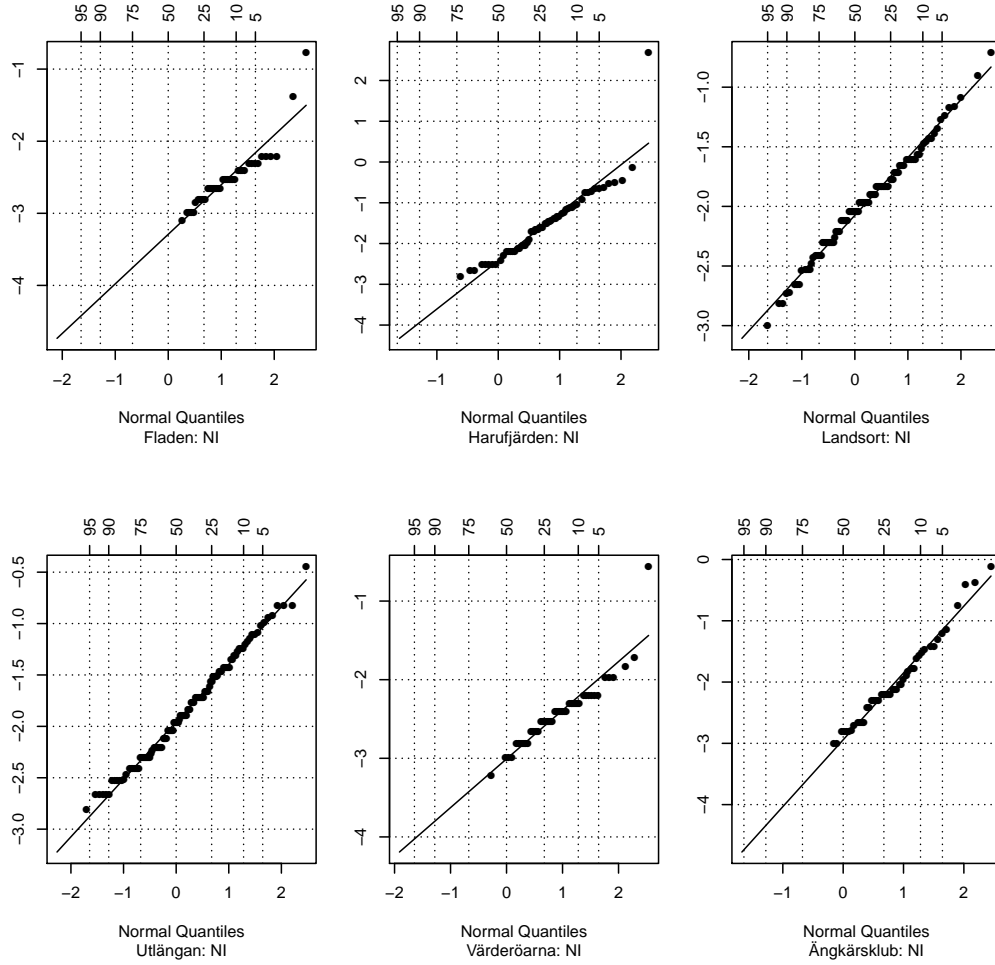 95 90 75 50 25 10 5
−1
−2
−3
−4
−2 −1 0 1 2
Normal Quantiles
Fladen: NI
95 90 75 50 25 10 5
2
1
0
−1
−2
−3
−4
−1 0 1 2
Normal Quantiles
Harufjärden: NI
95 90 75 50 25 10 5
−1.0
−1.5
−2.0
−2.5
−3.0
−2 −1 0 1 2
Normal Quantiles
Landsort: NI
95 90 75 50 25 10 5
−0.5
−1.0
−1.5
−2.0
−2.5
−3.0
−2 −1 0 1 2
Normal Quantiles
Utlängan: NI
95 90 75 50 25 10 5
−1
−2
−3
−4
−2 −1 0 1 2
Normal Quantiles
Värderöarna: NI
95 90 75 50 25 10 5
0
−1
−2
−3
−4
−1 0 1 2
Normal Quantiles
Ängkärsklub: NI